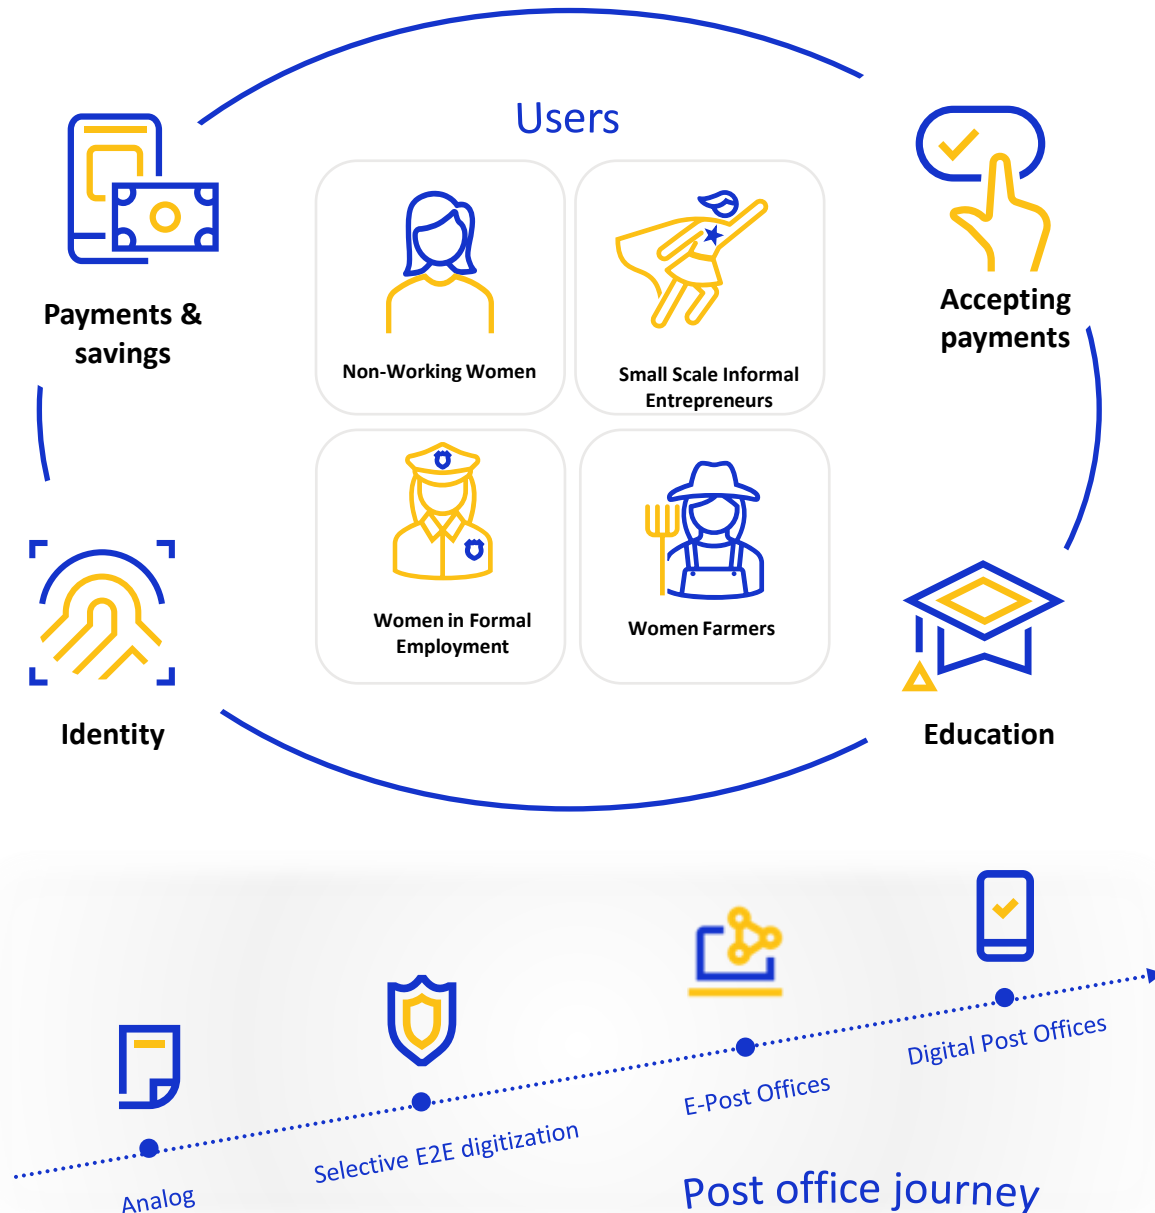 Users
Payments &
savings
Accepting
payments
Non-Working Women
Small Scale Informal
Entrepreneurs
Women in Formal
Employment
Women Farmers
Identity
Education
Analog
Selective E2E digitization
E-Post Offices
Digital Post Offices
Post office journey